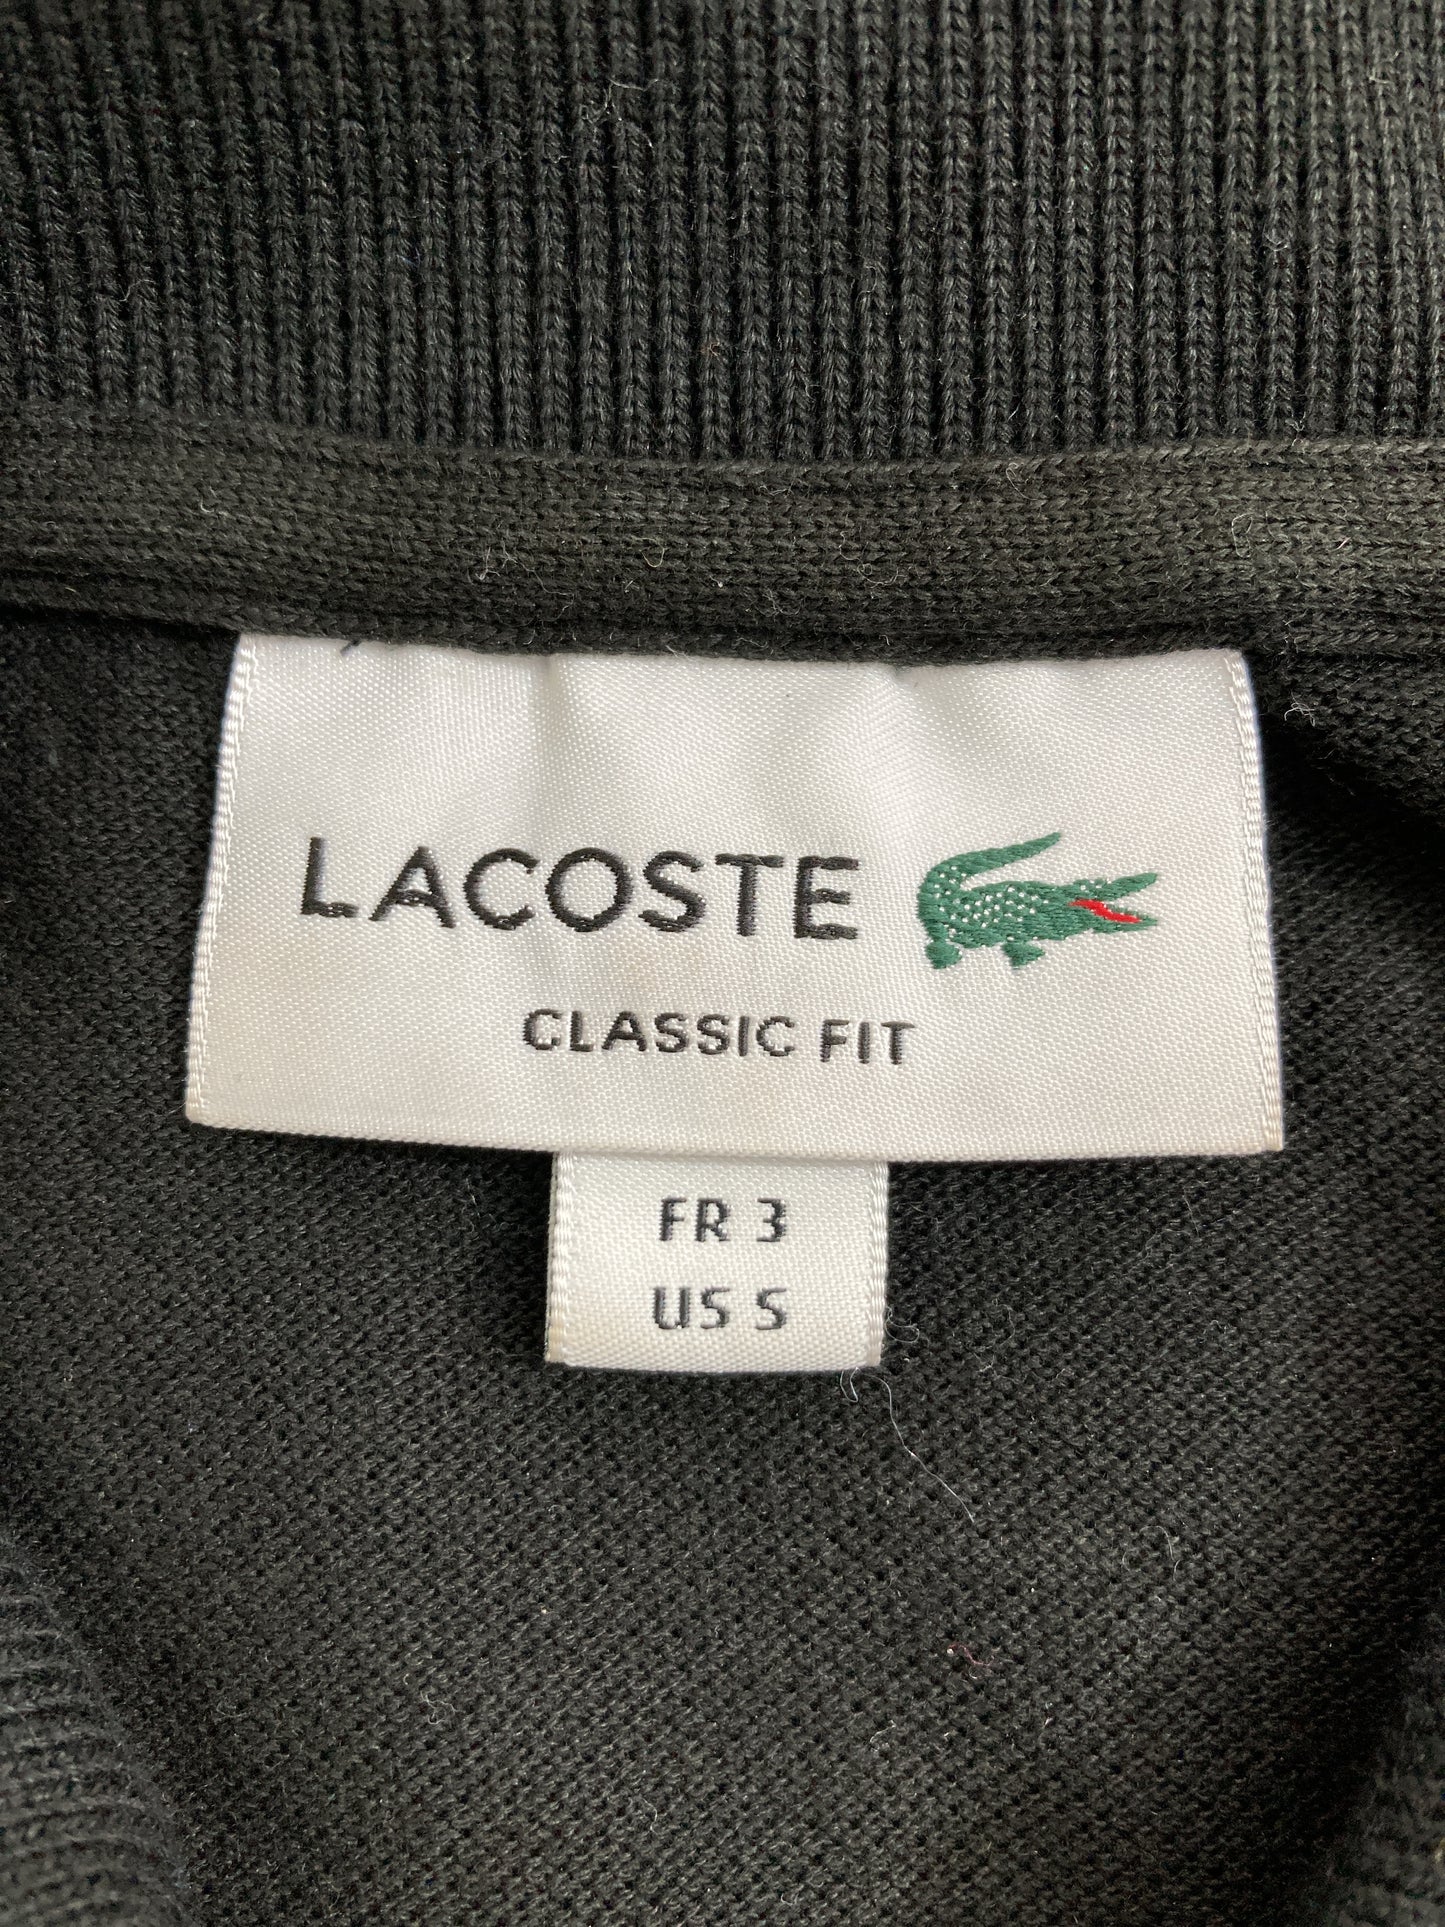 LACOSTE
CLASSIC FIT
FR 3
US S